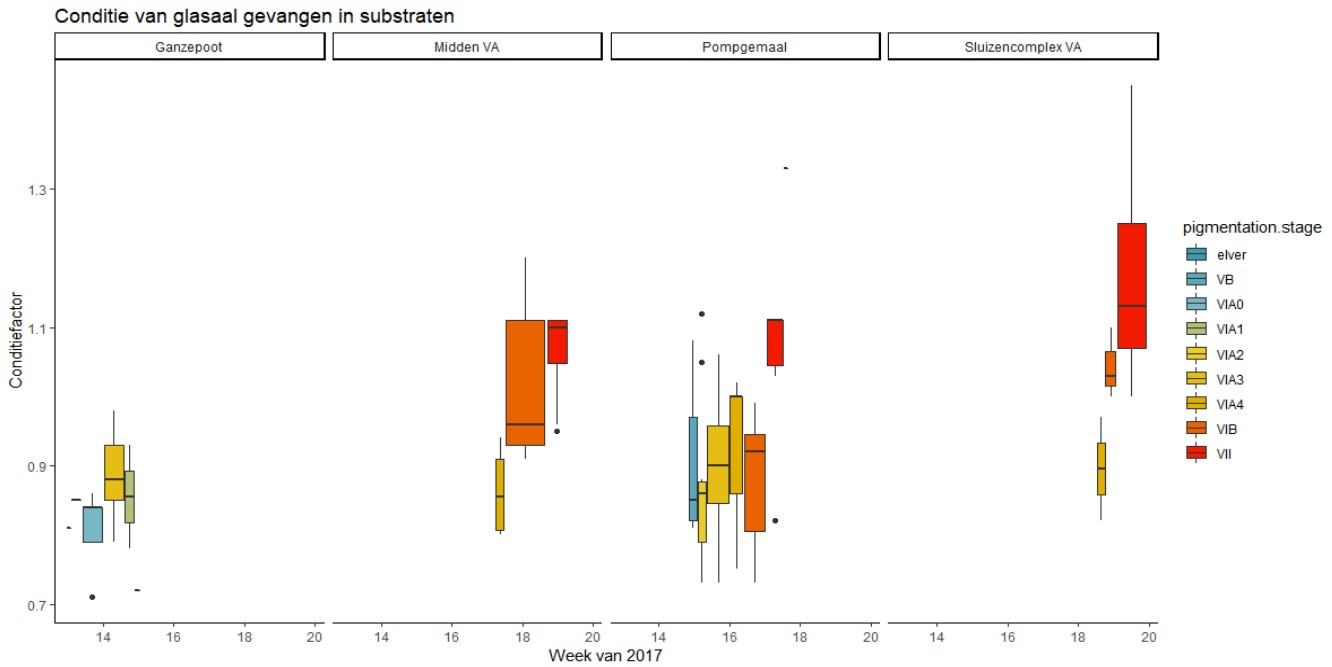 Conditie van glasaal gevangen in substraten
Ganzepoot
Midden VA
Pompgemaal
Sluizencomplex VA
1.3
1.1
0.9
0.7
Conditiefactor
14 16 18 20
14 16 18 20
14 16 18 20
14 16 18 20
Week van 2017
pigmentation.stage
elver
VB
VIA0
VIA1
VIA2
VIA3
VIA4
VIB
VII